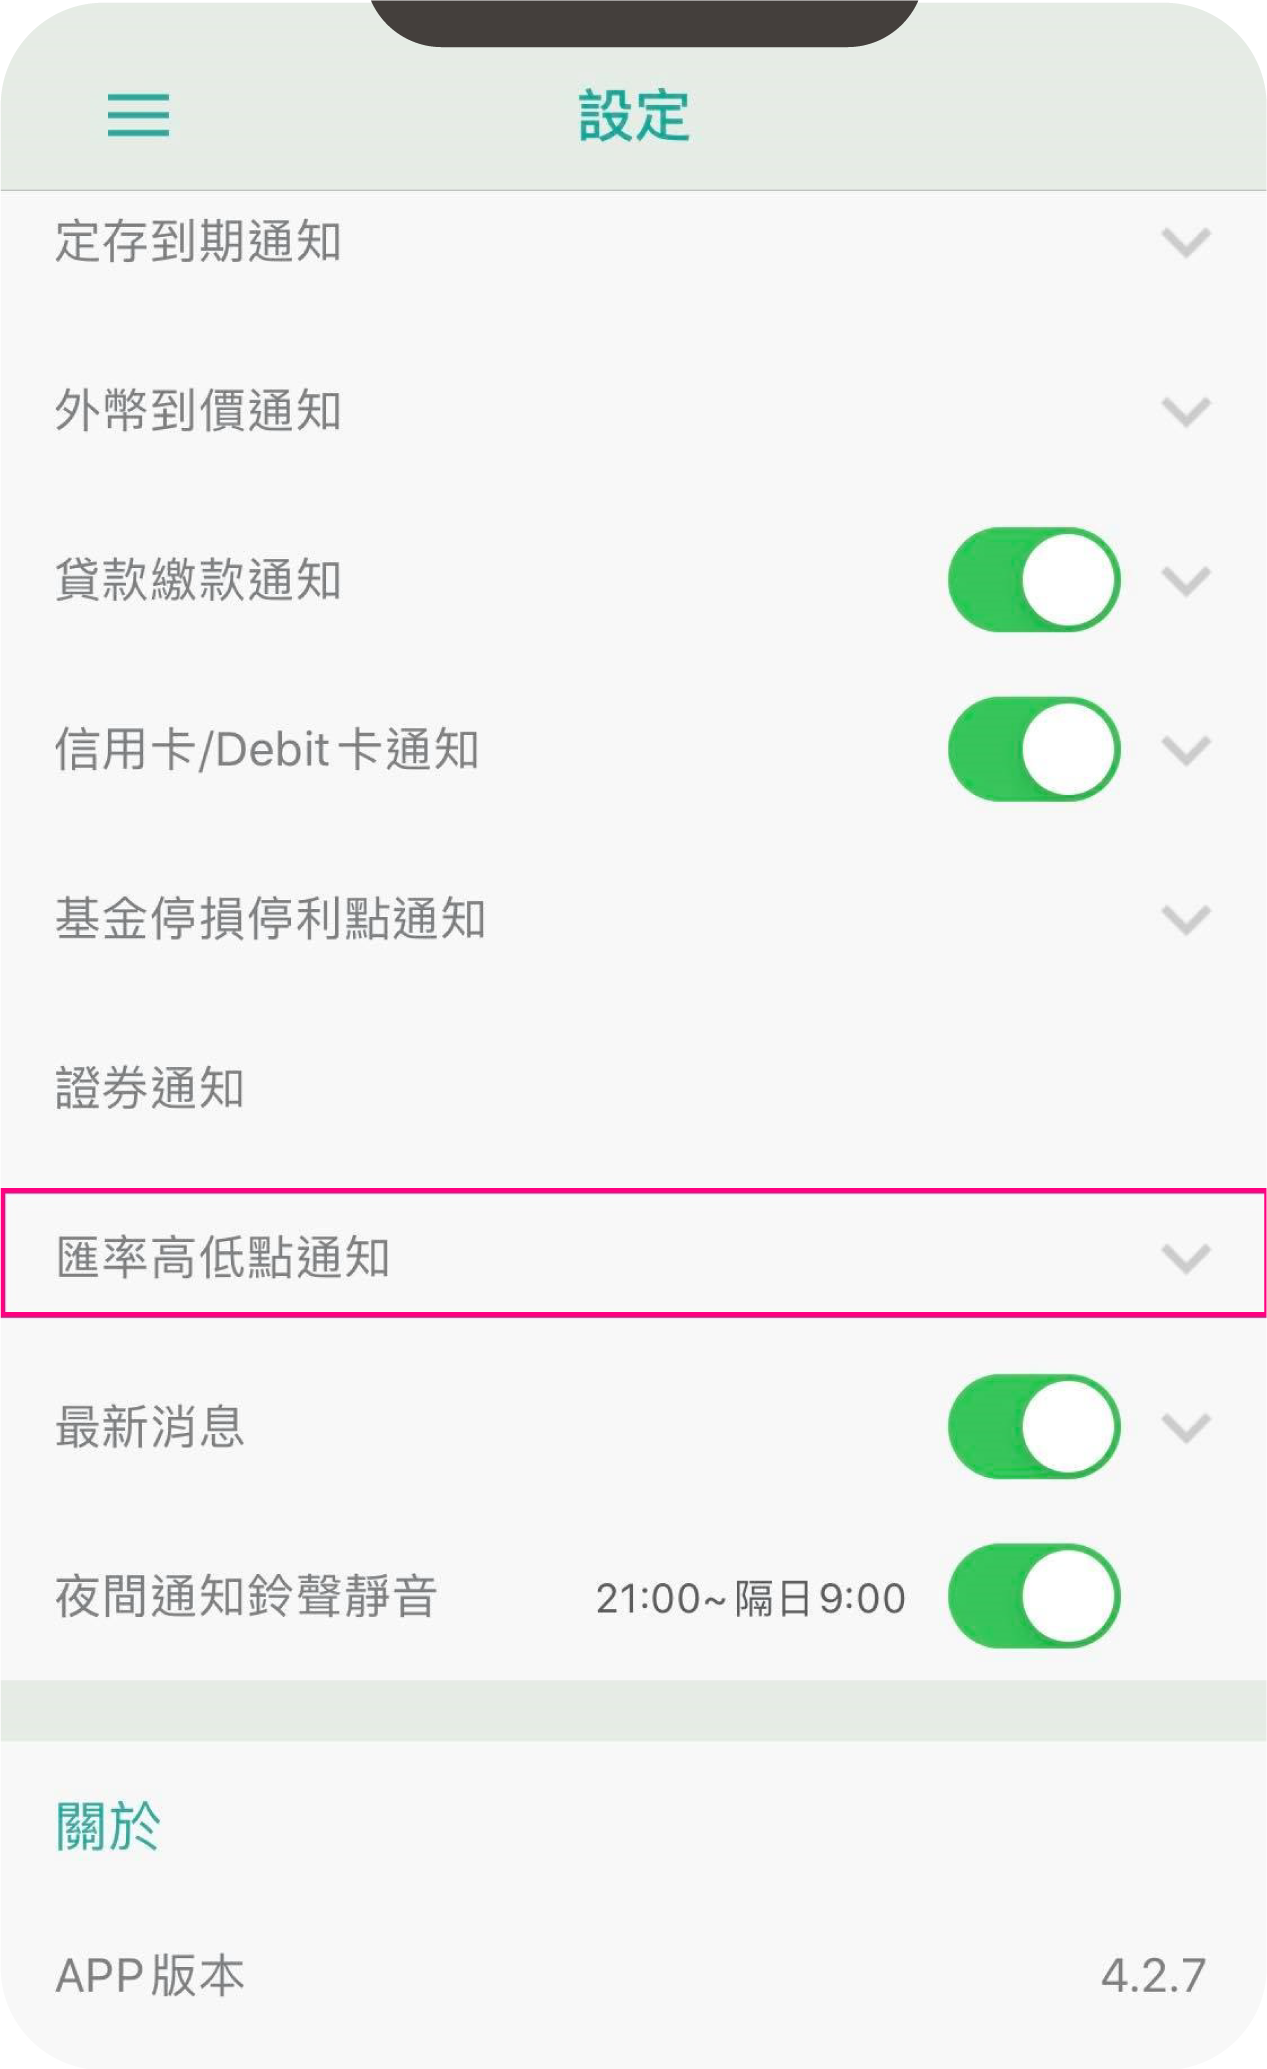 設定
定存到期通知
外幣到價通知
貸款繳款通知
信用卡/Debit卡通知
基金停損停利點通知
證券通知
匯率高低點通知
最新消息
夜間通知鈴聲靜音 21:00~隔日9:00
關於
APP版本 4.2.7